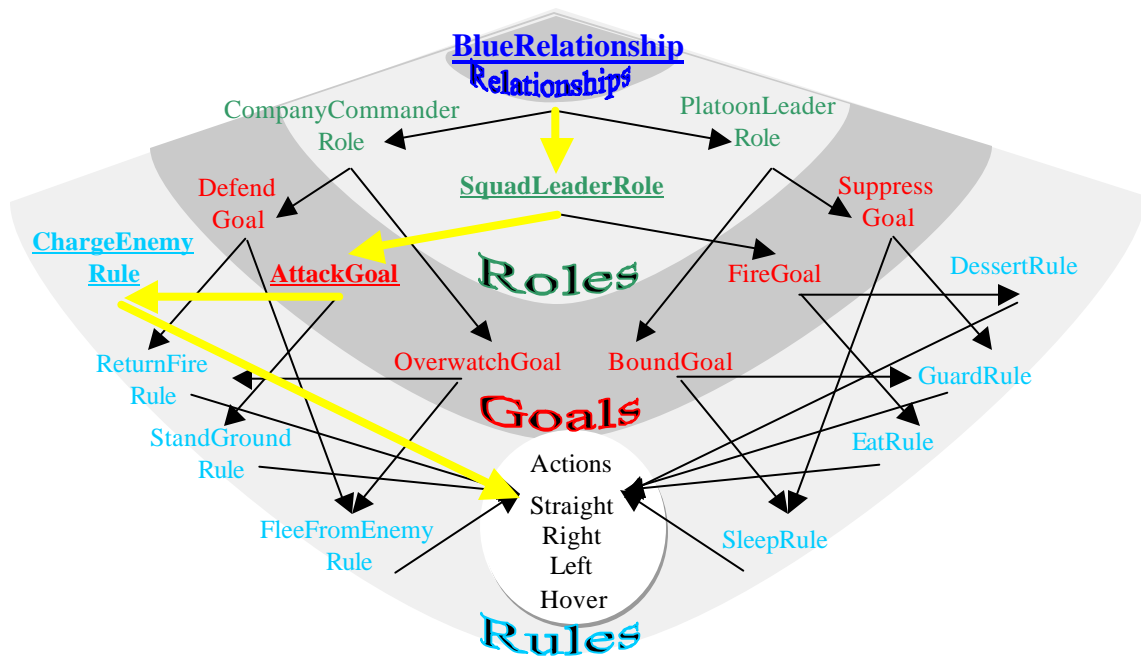 BlueRelationship
Relationships
CompanyCommander
Role
PlatoonLeader
Role
SquadLeaderRole
Defend
Goal
Suppress
Goal
ChargeEnemy
Rule
AttackGoal
Roles
FireGoal
DessertRule
ReturnFire
Rule
OverwatchGoal
BoundGoal
GuardRule
Goals
StandGround
Rule
EatRule
Actions
Straight
Right
Left
Hover
FleeFromEnemy
Rule
SleepRule
Rules